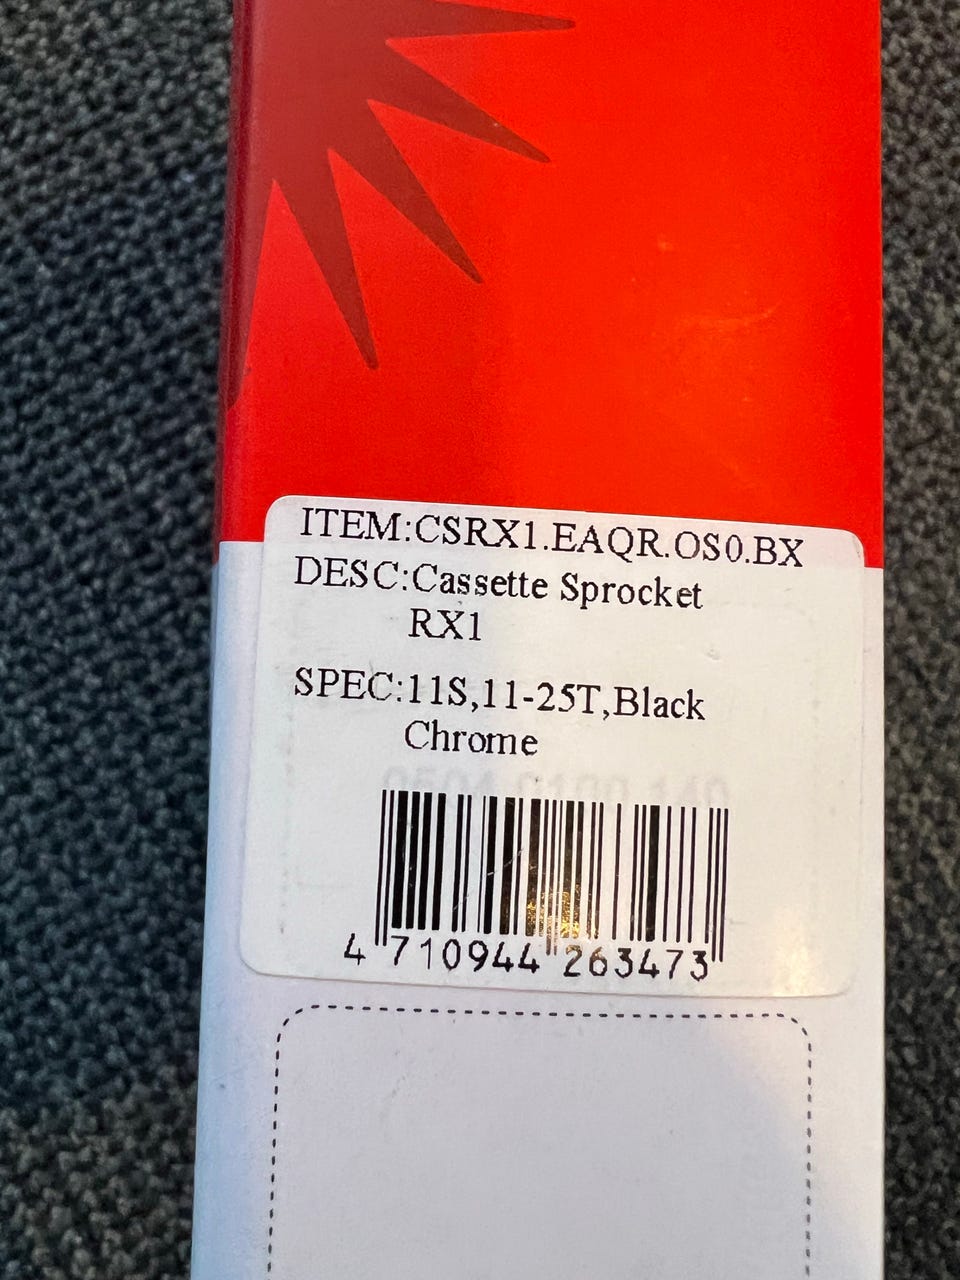 ITEM:CSRX1.EAQR.OS0.BX
DESC:Cassette Sprocket
RX1
SPEC:11S,11-25T,Black
Chrome
4 710944 263473